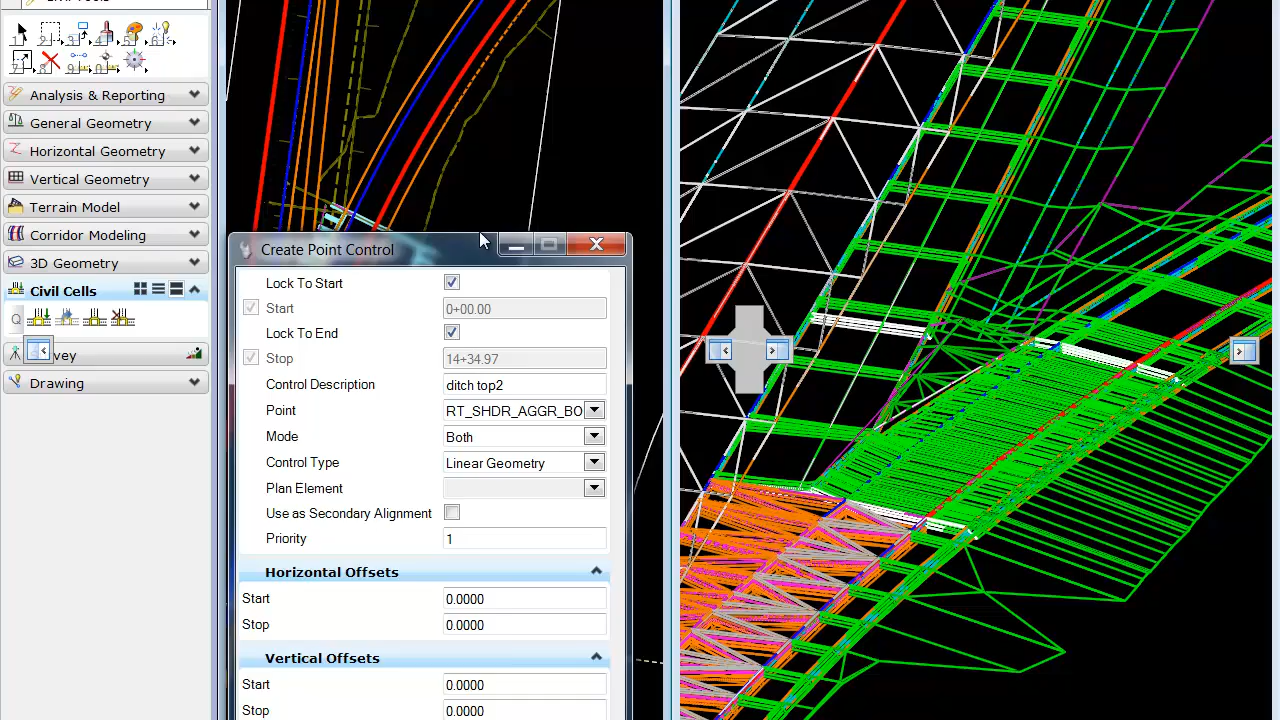 Analysis & Reporting
General Geometry
Horizontal Geometry
Vertical Geometry
Terrain Model
Corridor Modeling
3D Geometry
Civil Cells
Q
vey
Drawing
Create Point Control
Lock To Start
Start 0+00.00
Lock To End
Stop 14+34.97
Control Description ditch top2
Point RT_SHDR_AGGR_BO
Mode Both
Control Type Linear Geometry
Plan Element
Use as Secondary Alignment
Priority 1
Horizontal Offsets
Start 0.0000
Stop 0.0000
Vertical Offsets
Start 0.0000
Stop 0.0000